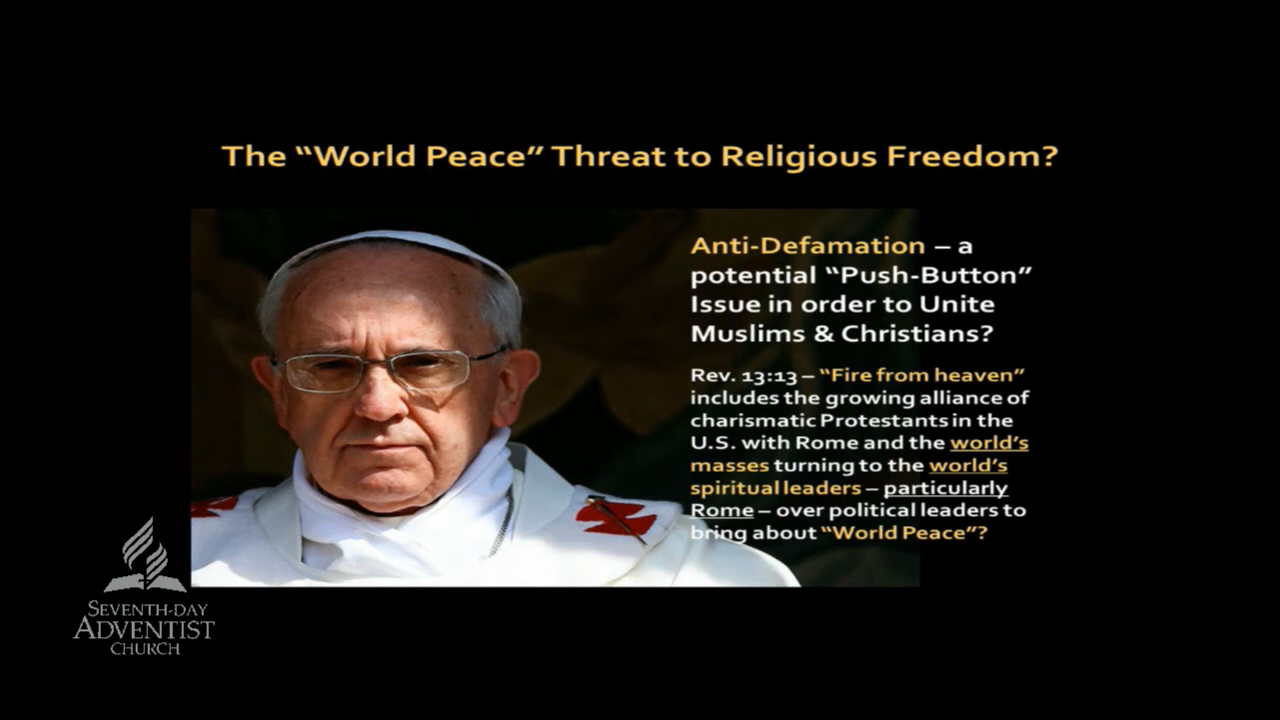 The “World Peace” Threat to Religious Freedom?
Anti-Defamation – a
potential “Push-Button”
Issue in order to Unite
Muslims & Christians?
Rev. 13:13 – “Fire from heaven”
includes the growing alliance of
charismatic Protestants in the
U.S. with Rome and the world’s
masses turning to the world’s
spiritual leaders – particularly
Rome – over political leaders to
bring about “World Peace”?
SEVENTH-DAY
ADVENTIST
CHURCH